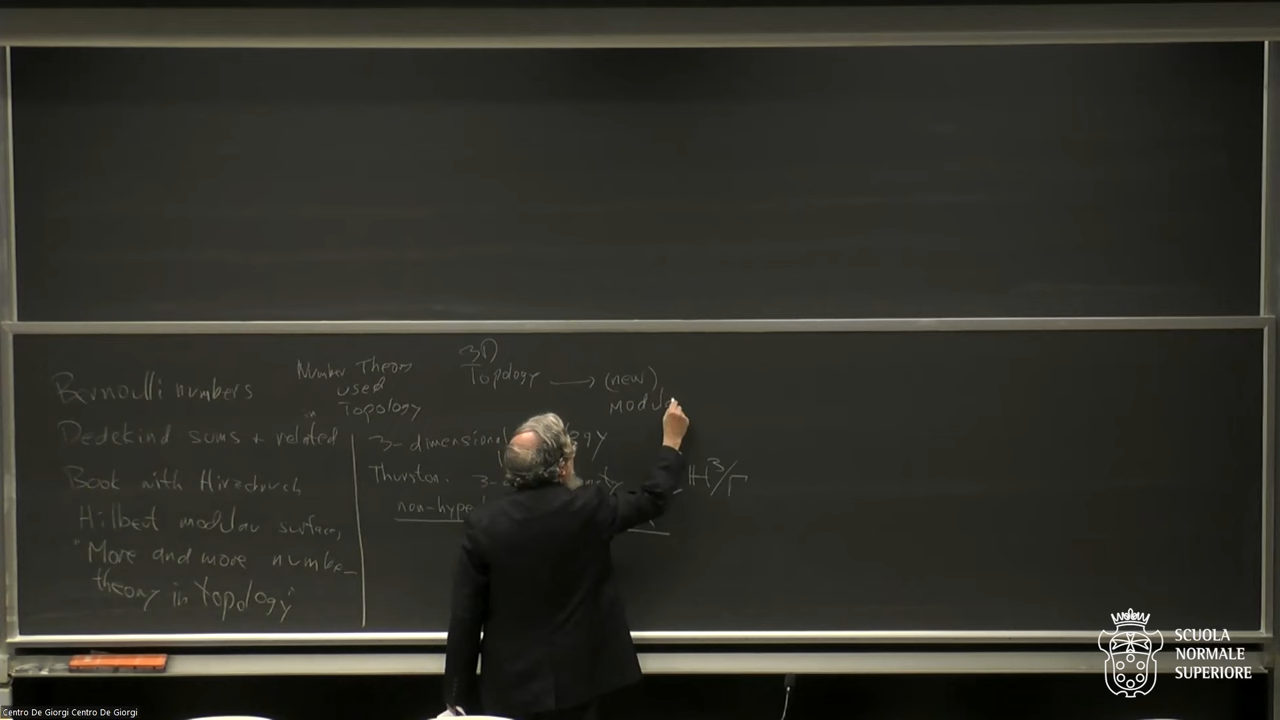 Bernoulli numbers
Dedekind sums + related
Book with Hirzebruch
Hilbert modular surfaces
"More and more number
theory in topology"
Number Theory
used
in
Topology
3D
Topology → (new)
modula
3-dimensional
Thurston: 3-
H³/Γ
non-hype
SCUOLA
NORMALE
SUPERIORE
Centro De Giorgi Centro De Giorgi